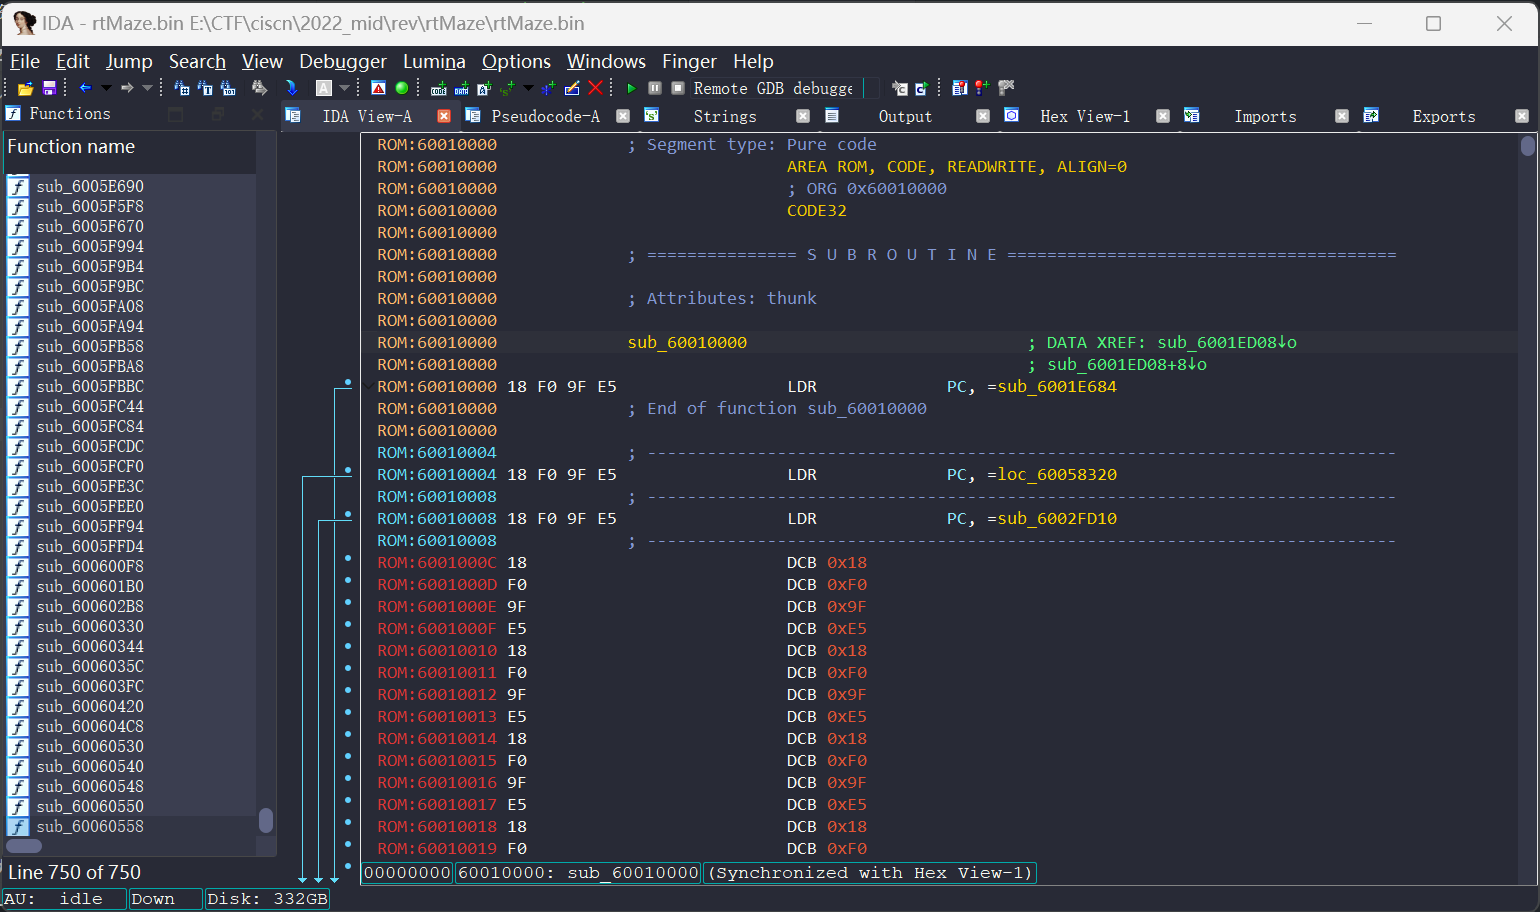 IDA - rtMaze.bin E:\CTF\ciscn\2022_mid\rev\rtMaze\rtMaze.bin
File Edit Jump Search View Debugger Lumina Options Windows Finger Help
Remote GDB debugge
Functions
IDA View-A Pseudocode-A Strings Output Hex View-1 Imports Exports
Function name
sub_6005E690
sub_6005F5F8
sub_6005F670
sub_6005F994
sub_6005F9B4
sub_6005F9BC
sub_6005FA08
sub_6005FA94
sub_6005FB58
sub_6005FBA8
sub_6005FBBC
sub_6005FC44
sub_6005FC84
sub_6005FCDC
sub_6005FCF0
sub_6005FE3C
sub_6005FEE0
sub_6005FF94
sub_6005FFD4
sub_600600F8
sub_600601B0
sub_600602B8
sub_60060330
sub_60060344
sub_6006035C
sub_600603FC
sub_60060420
sub_600604C8
sub_60060530
sub_60060540
sub_60060548
sub_60060550
sub_60060558
Line 750 of 750
ROM:60010000 ; Segment type: Pure code
ROM:60010000 AREA ROM, CODE, READWRITE, ALIGN=0
ROM:60010000 ; ORG 0x60010000
ROM:60010000 CODE32
ROM:60010000
ROM:60010000 ; =============== S U B R O U T I N E =======================================
ROM:60010000
ROM:60010000 ; Attributes: thunk
ROM:60010000
ROM:60010000 sub_60010000 ; DATA XREF: sub_6001ED08↓o
ROM:60010000 ; sub_6001ED08+8↓o
ROM:60010000 18 F0 9F E5 LDR PC, =sub_6001E684
ROM:60010000 ; End of function sub_60010000
ROM:60010000
ROM:60010004 ; ---------------------------------------------------------------------------
ROM:60010004 18 F0 9F E5 LDR PC, =loc_60058320
ROM:60010008 ; ---------------------------------------------------------------------------
ROM:60010008 18 F0 9F E5 LDR PC, =sub_6002FD10
ROM:60010008 ; ---------------------------------------------------------------------------
ROM:6001000C 18 DCB 0x18
ROM:6001000D F0 DCB 0xF0
ROM:6001000E 9F DCB 0x9F
ROM:6001000F E5 DCB 0xE5
ROM:60010010 18 DCB 0x18
ROM:60010011 F0 DCB 0xF0
ROM:60010012 9F DCB 0x9F
ROM:60010013 E5 DCB 0xE5
ROM:60010014 18 DCB 0x18
ROM:60010015 F0 DCB 0xF0
ROM:60010016 9F DCB 0x9F
ROM:60010017 E5 DCB 0xE5
ROM:60010018 18 DCB 0x18
ROM:60010019 F0 DCB 0xF0
00000000 60010000: sub_60010000 (Synchronized with Hex View-1)
AU: idle Down Disk: 332GB